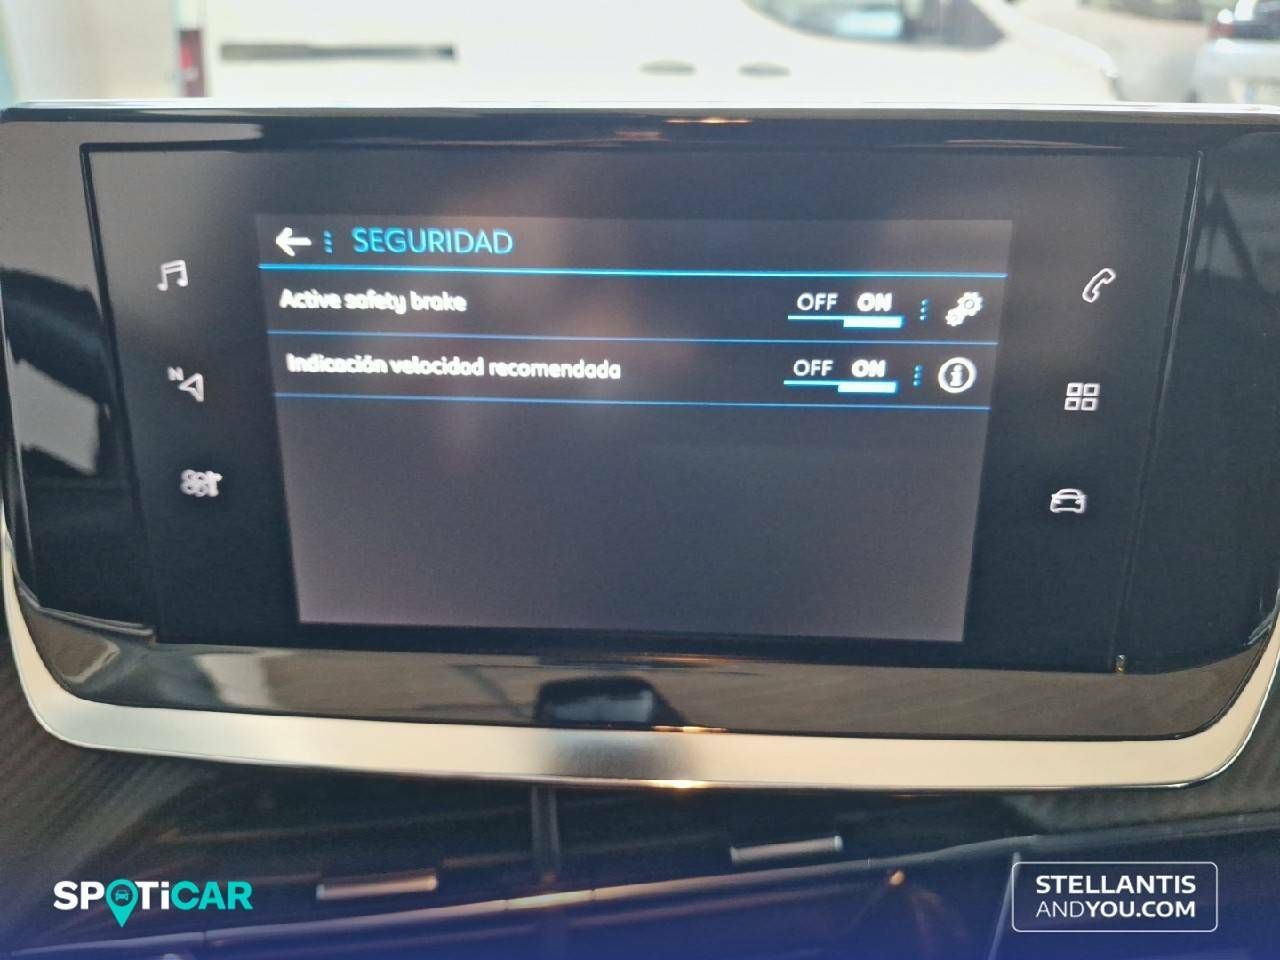 SEGURIDAD
Active safety brake OFF ON
Indicación velocidad recomendada OFF ON
N
SPOTiCAR
STELLANTIS
ANDYOU.COM